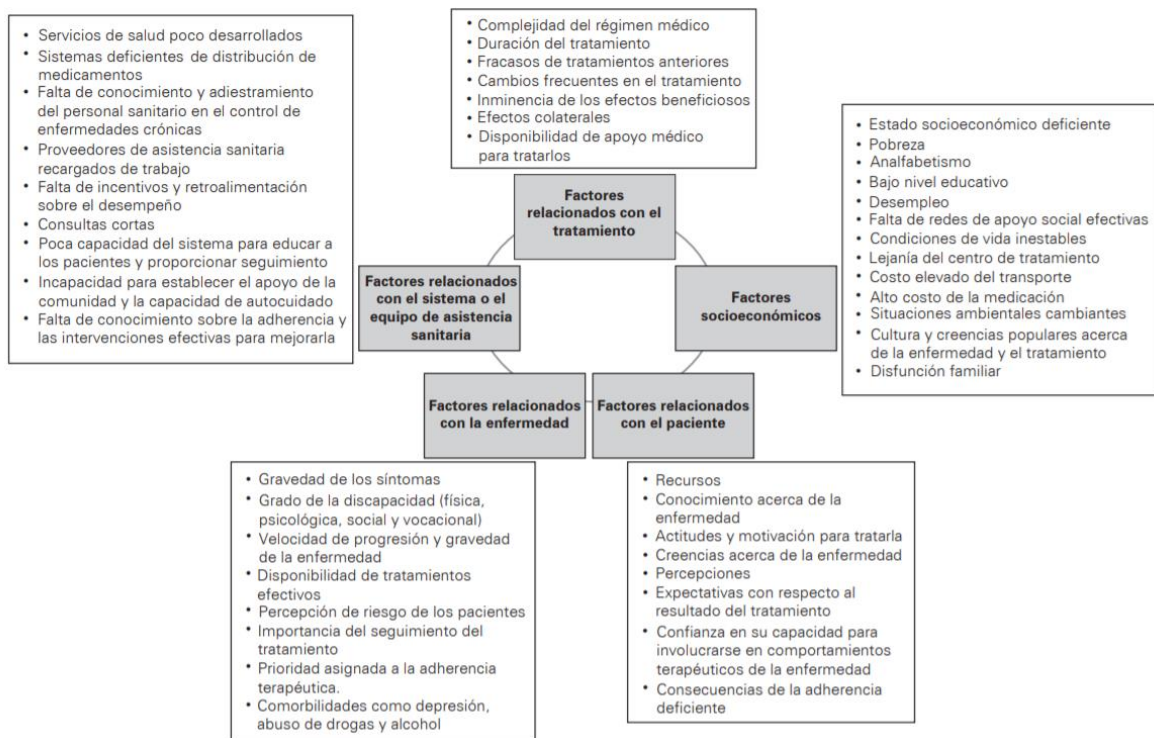 • Servicios de salud poco desarrollados
• Sistemas deficientes de distribución de
medicamentos
• Falta de conocimiento y adiestramiento
del personal sanitario en el control de
enfermedades crónicas
• Proveedores de asistencia sanitaria
recargados de trabajo
• Falta de incentivos y retroalimentación
sobre el desempeño
• Consultas cortas
• Poca capacidad del sistema para educar a
los pacientes y proporcionar seguimiento
• Incapacidad para establecer el apoyo de la
comunidad y la capacidad de autocuidado
• Falta de conocimiento sobre la adherencia y
las intervenciones efectivas para mejorarla
• Complejidad del régimen médico
• Duración del tratamiento
• Fracasos de tratamientos anteriores
• Cambios frecuentes en el tratamiento
• Inminencia de los efectos beneficiosos
• Efectos colaterales
• Disponibilidad de apoyo médico
para tratarlos
• Estado socioeconómico deficiente
• Pobreza
• Analfabetismo
• Bajo nivel educativo
• Desempleo
• Falta de redes de apoyo social efectivas
• Condiciones de vida inestables
• Lejanía del centro de tratamiento
• Costo elevado del transporte
• Alto costo de la medicación
• Situaciones ambientales cambiantes
• Cultura y creencias populares acerca
de la enfermedad y el tratamiento
• Disfunción familiar
Factores
relacionados con el
tratamiento
Factores relacionados
con el sistema o el
equipo de asistencia
sanitaria
Factores
socioeconómicos
Factores relacionados
con la enfermedad
Factores relacionados
con el paciente
• Gravedad de los síntomas
• Grado de la discapacidad (física,
psicológica, social y vocacional)
• Velocidad de progresión y gravedad
de la enfermedad
• Disponibilidad de tratamientos
efectivos
• Percepción de riesgo de los pacientes
• Importancia del seguimiento del
tratamiento
• Prioridad asignada a la adherencia
terapéutica.
• Comorbilidades como depresión,
abuso de drogas y alcohol
• Recursos
• Conocimiento acerca de la
enfermedad
• Actitudes y motivación para tratarla
• Creencias acerca de la enfermedad
• Percepciones
• Expectativas con respecto al
resultado del tratamiento
• Confianza en su capacidad para
involucrarse en comportamientos
terapéuticos de la enfermedad
• Consecuencias de la adherencia
deficiente